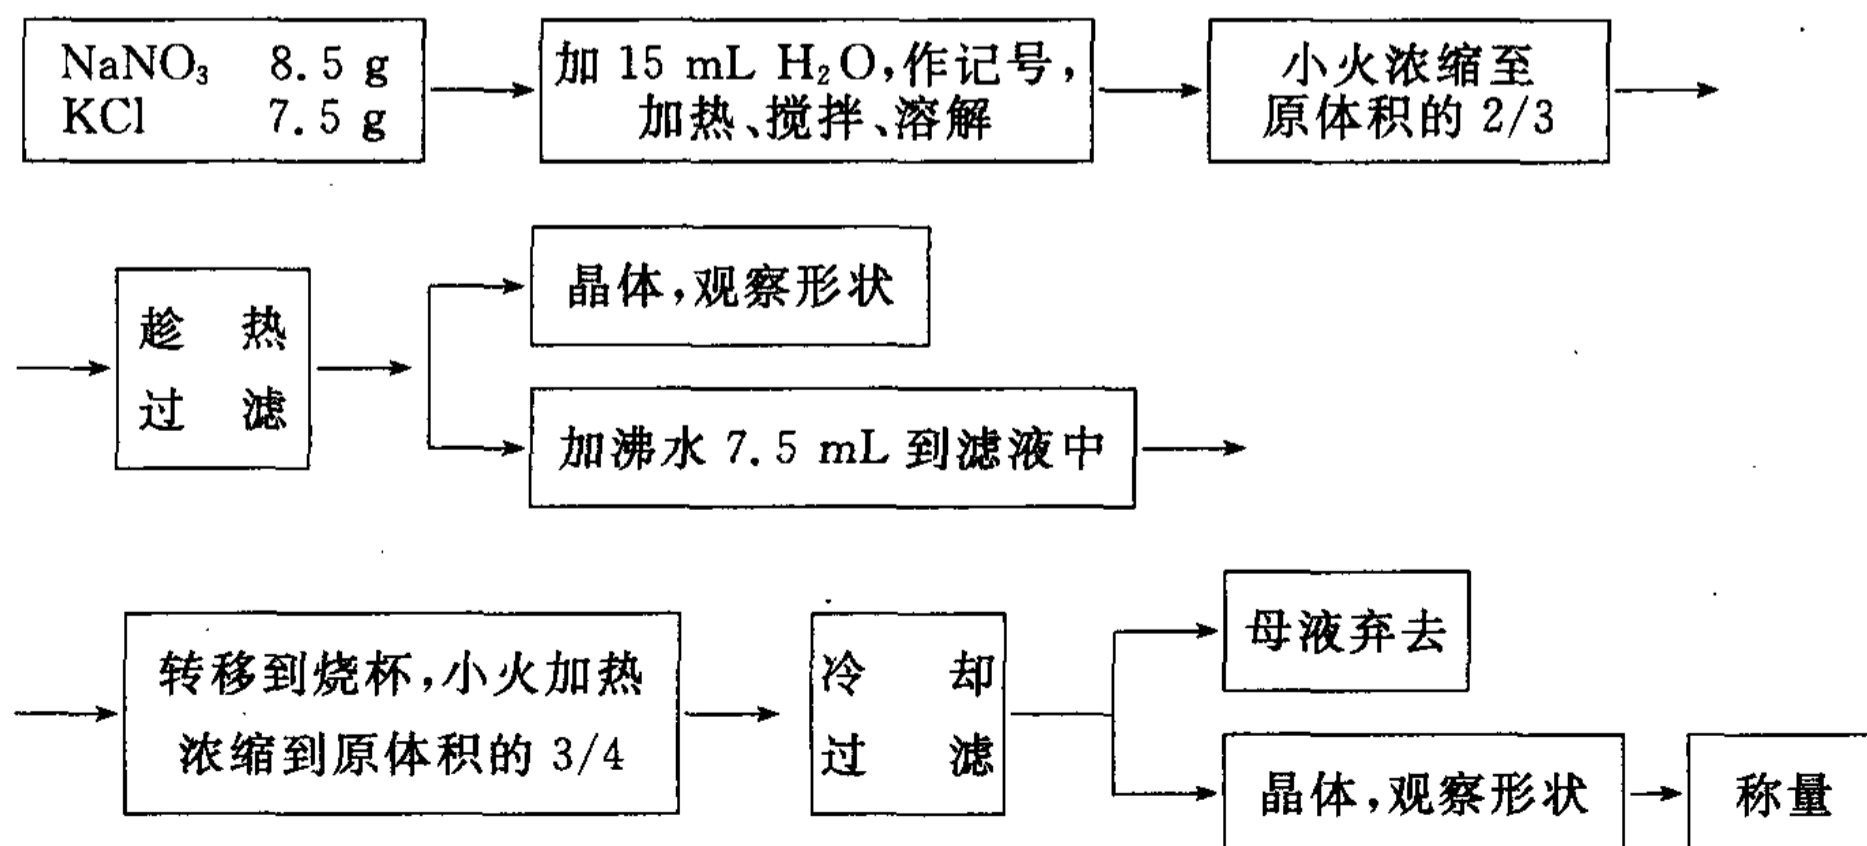 NaNO₃ 8.5 g
KCl 7.5 g
加 15 mL H₂O,作记号,
加热、搅拌、溶解
小火浓缩至
原体积的 2/3
趁 热
过 滤
晶体,观察形状
加沸水 7.5 mL 到滤液中
转移到烧杯,小火加热
浓缩到原体积的 3/4
冷 却
过 滤
母液弃去
晶体,观察形状
称量